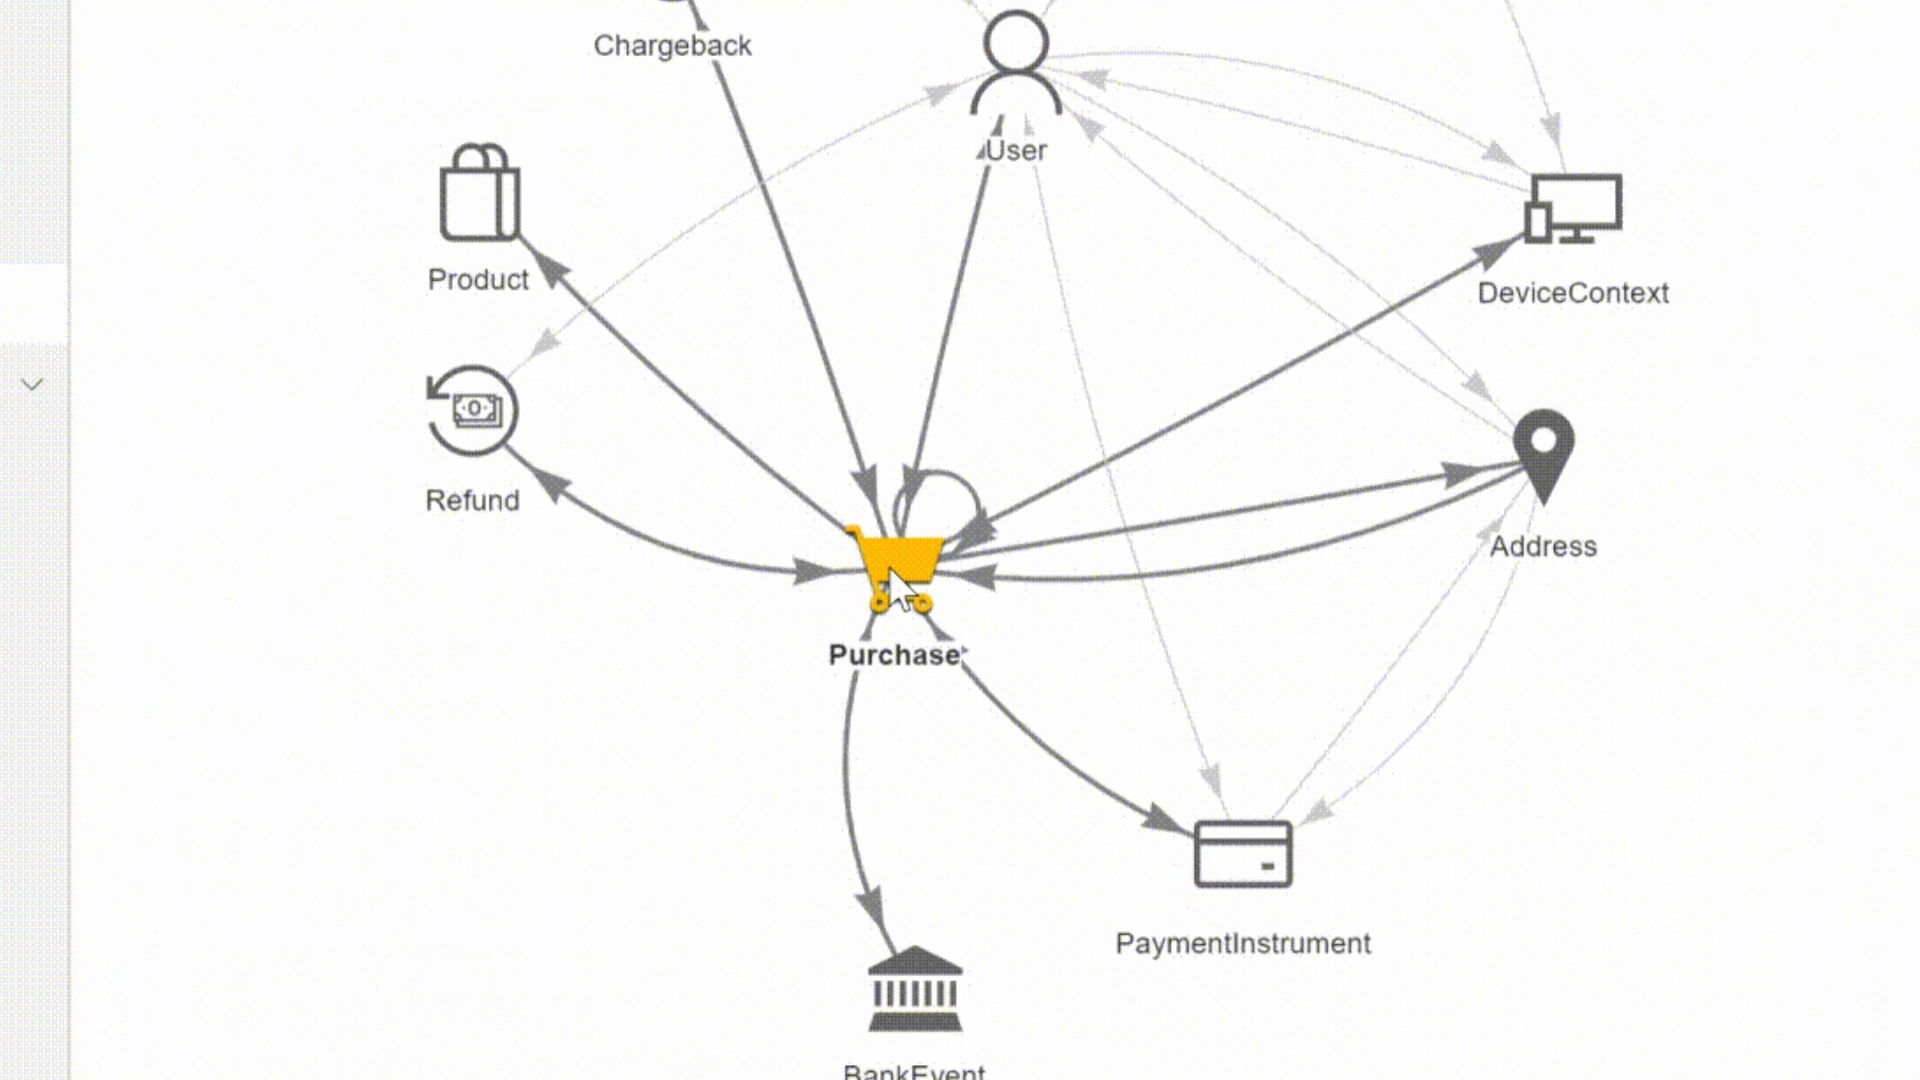 Chargeback
User
Product
DeviceContext
Refund
Address
Purchase
PaymentInstrument
BankEvent